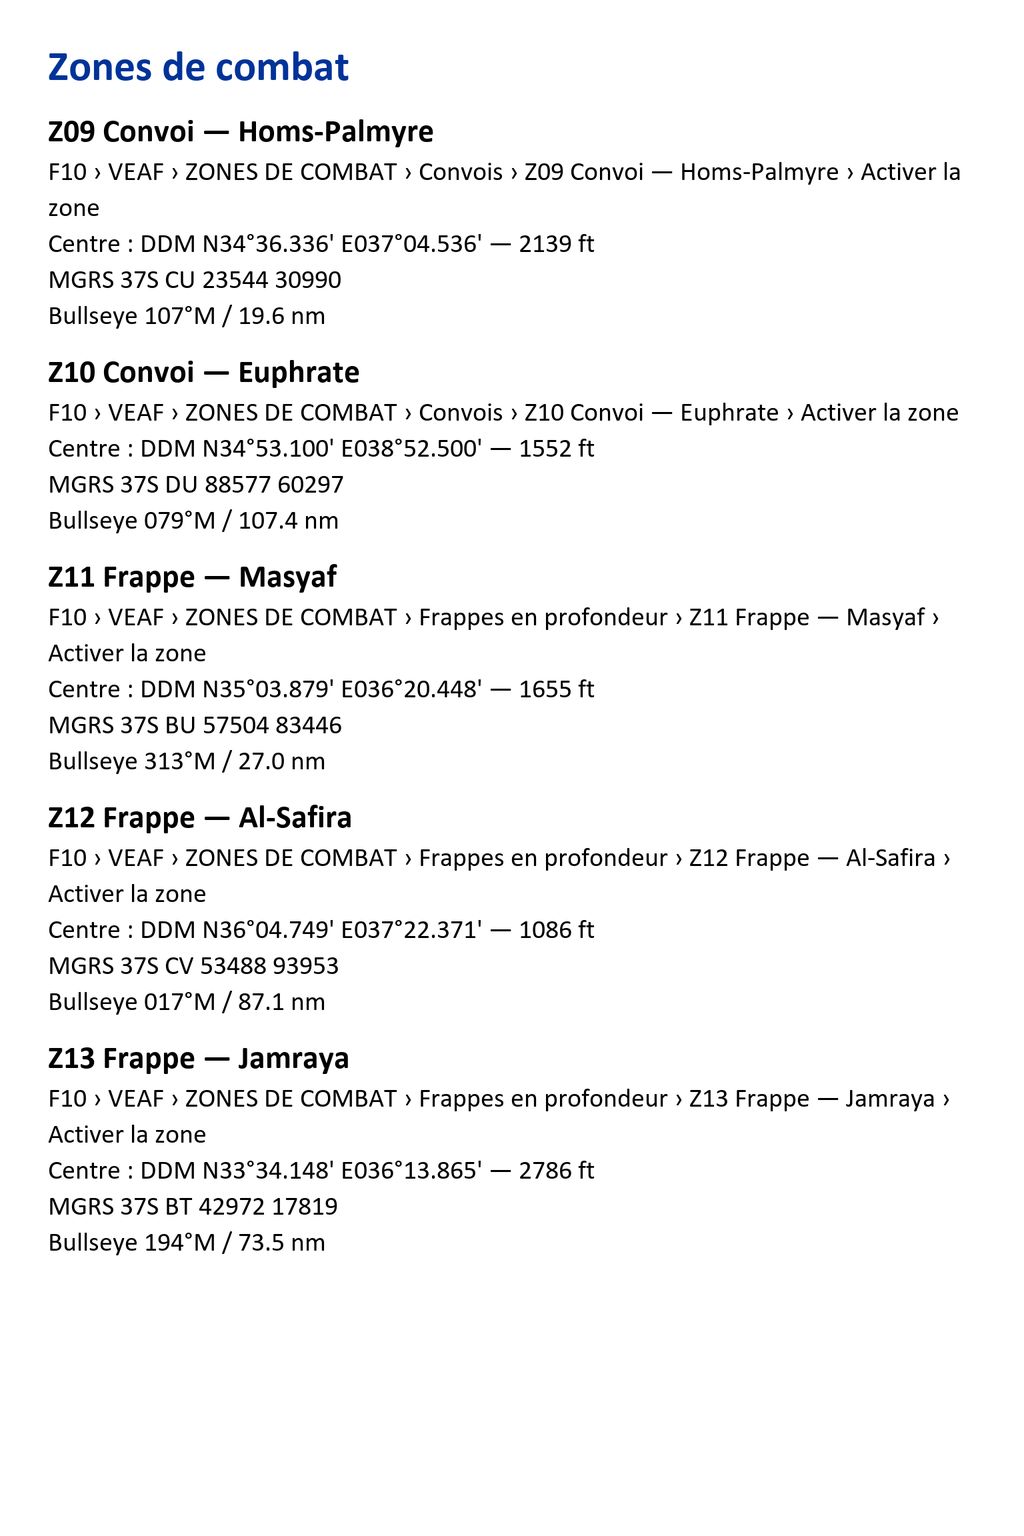 Zones de combat
Z09 Convoi — Homs-Palmyre
F10 › VEAF › ZONES DE COMBAT › Convois › Z09 Convoi — Homs-Palmyre › Activer la
zone
Centre : DDM N34°36.336' E037°04.536' — 2139 ft
MGRS 37S CU 23544 30990
Bullseye 107°M / 19.6 nm
Z10 Convoi — Euphrate
F10 › VEAF › ZONES DE COMBAT › Convois › Z10 Convoi — Euphrate › Activer la zone
Centre : DDM N34°53.100' E038°52.500' — 1552 ft
MGRS 37S DU 88577 60297
Bullseye 079°M / 107.4 nm
Z11 Frappe — Masyaf
F10 › VEAF › ZONES DE COMBAT › Frappes en profondeur › Z11 Frappe — Masyaf ›
Activer la zone
Centre : DDM N35°03.879' E036°20.448' — 1655 ft
MGRS 37S BU 57504 83446
Bullseye 313°M / 27.0 nm
Z12 Frappe — Al-Safira
F10 › VEAF › ZONES DE COMBAT › Frappes en profondeur › Z12 Frappe — Al-Safira ›
Activer la zone
Centre : DDM N36°04.749' E037°22.371' — 1086 ft
MGRS 37S CV 53488 93953
Bullseye 017°M / 87.1 nm
Z13 Frappe — Jamraya
F10 › VEAF › ZONES DE COMBAT › Frappes en profondeur › Z13 Frappe — Jamraya ›
Activer la zone
Centre : DDM N33°34.148' E036°13.865' — 2786 ft
MGRS 37S BT 42972 17819
Bullseye 194°M / 73.5 nm